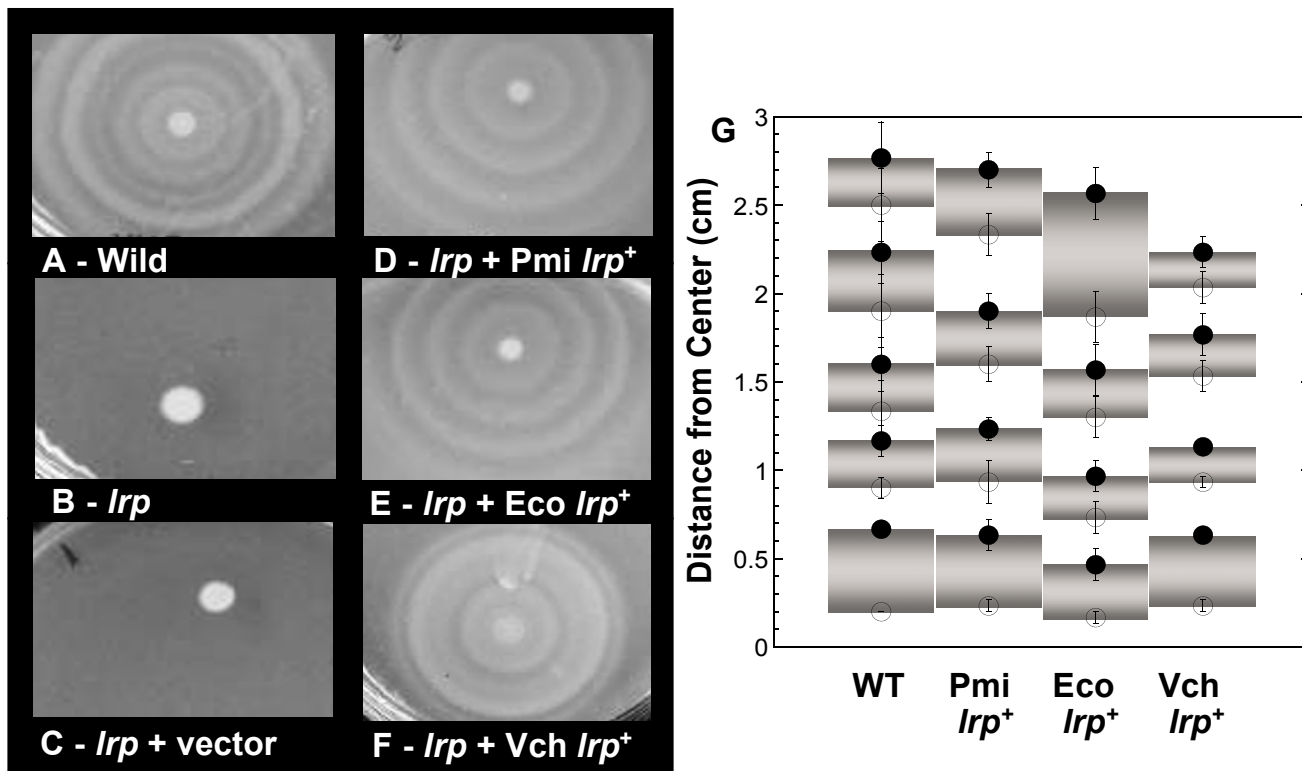 A - Wild
B - lrp
C - lrp + vector
D - lrp + Pmi lrp⁺
E - lrp + Eco lrp⁺
F - lrp + Vch lrp⁺
G
Distance from Center (cm)
3
2.5
2
1.5
1
0.5
0
WT
Pmi lrp⁺
Eco lrp⁺
Vch lrp⁺